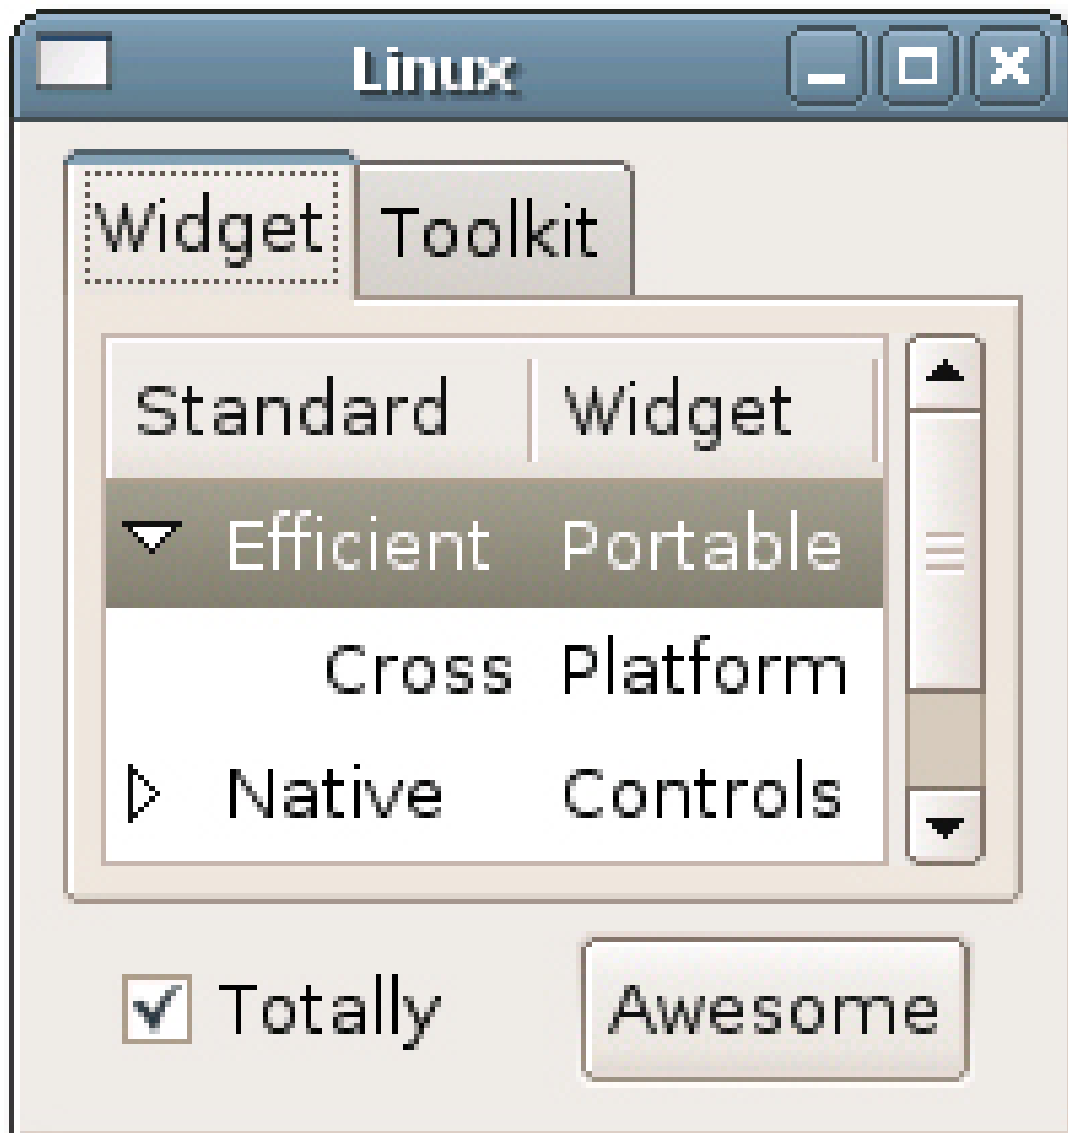 Linux
Widget Toolkit
Standard Widget
Efficient Portable
Cross Platform
Native Controls
Totally Awesome